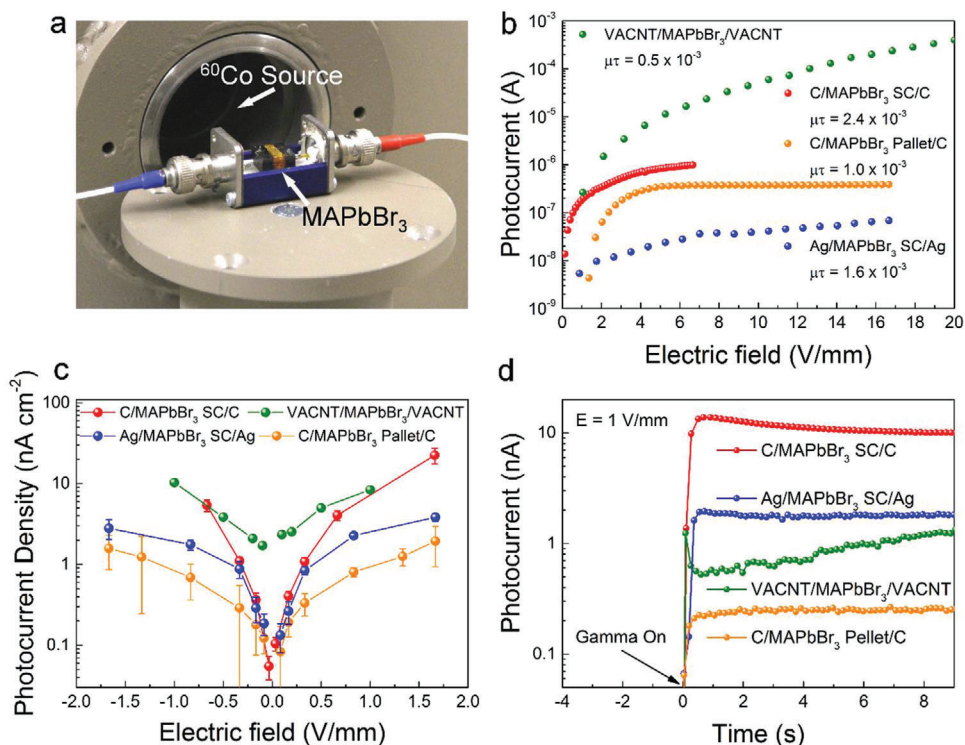 a
⁶⁰Co Source
MAPbBr₃
b
Photocurrent (A)
10⁻³
10⁻⁴
10⁻⁵
10⁻⁶
10⁻⁷
10⁻⁸
10⁻⁹
VACNT/MAPbBr₃/VACNT
μτ = 0.5 x 10⁻³
C/MAPbBr₃ SC/C
μτ = 2.4 x 10⁻³
C/MAPbBr₃ Pallet/C
μτ = 1.0 x 10⁻³
Ag/MAPbBr₃ SC/Ag
μτ = 1.6 x 10⁻³
0 2 4 6 8 10 12 14 16 18 20
Electric field (V/mm)
c
Photocurrent Density (nA cm⁻²)
100
10
1
0.1
C/MAPbBr₃ SC/C VACNT/MAPbBr₃/VACNT
Ag/MAPbBr₃ SC/Ag C/MAPbBr₃ Pallet/C
-2.0 -1.5 -1.0 -0.5 0.0 0.5 1.0 1.5 2.0
Electric field (V/mm)
d
Photocurrent (nA)
10
1
0.1
E = 1 V/mm
C/MAPbBr₃ SC/C
Ag/MAPbBr₃ SC/Ag
VACNT/MAPbBr₃/VACNT
C/MAPbBr₃ Pellet/C
Gamma On
-4 -2 0 2 4 6 8
Time (s)